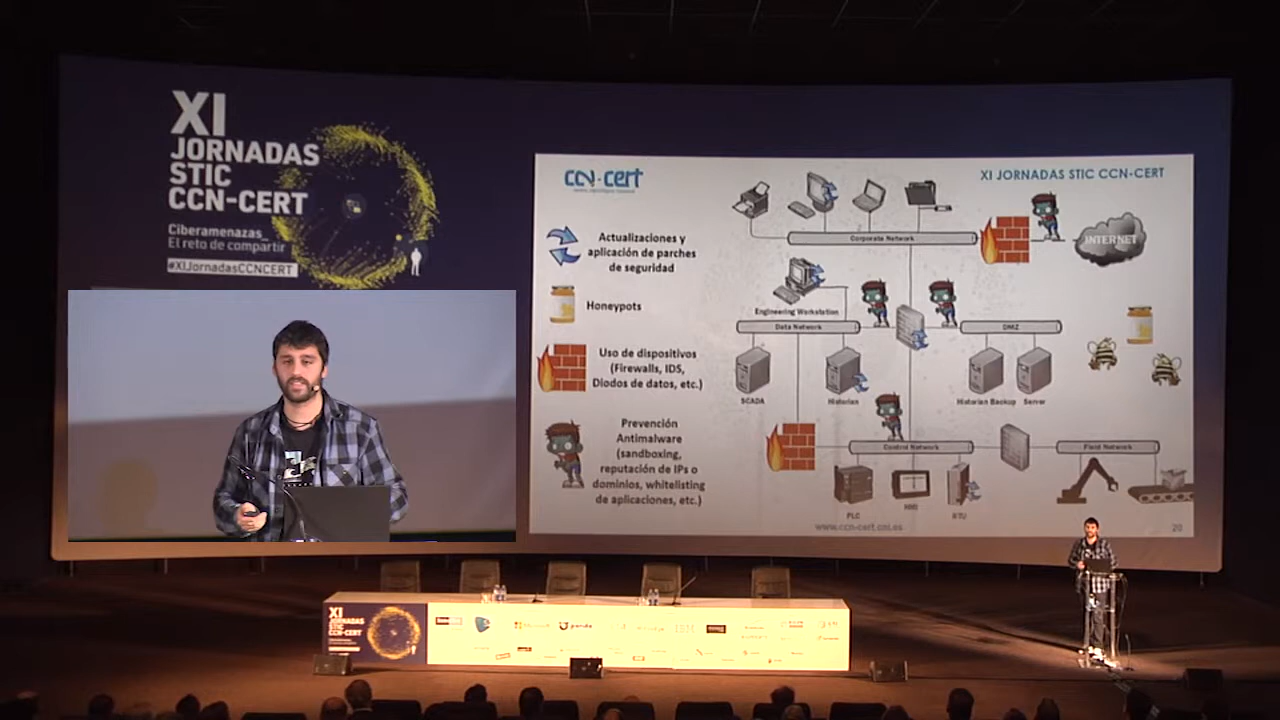 XI
JORNADAS
STIC
CCN-CERT
Ciberamenazas_
El reto de compartir
#XIJornadasCCNCERT
ccn-cert
XI JORNADAS STIC CCN-CERT
Actualizaciones y
aplicación de parches
de seguridad
Honeypots
Uso de dispositivos
(Firewalls, IDS,
Diodos de datos, etc.)
Prevención
Antimalware
(sandboxing,
reputación de IPs o
dominios, whitelisting
de aplicaciones, etc.)
Corporate Network
INTERNET
Engineering Workstation
Data Network
DMZ
SCADA
Historian
Historian Backup
Server
Control Network
Field Network
PLC
HMI
RTU
www.ccn-cert.cni.es
20
XI
JORNADAS
STIC
CCN-CERT
Microsoft
panda